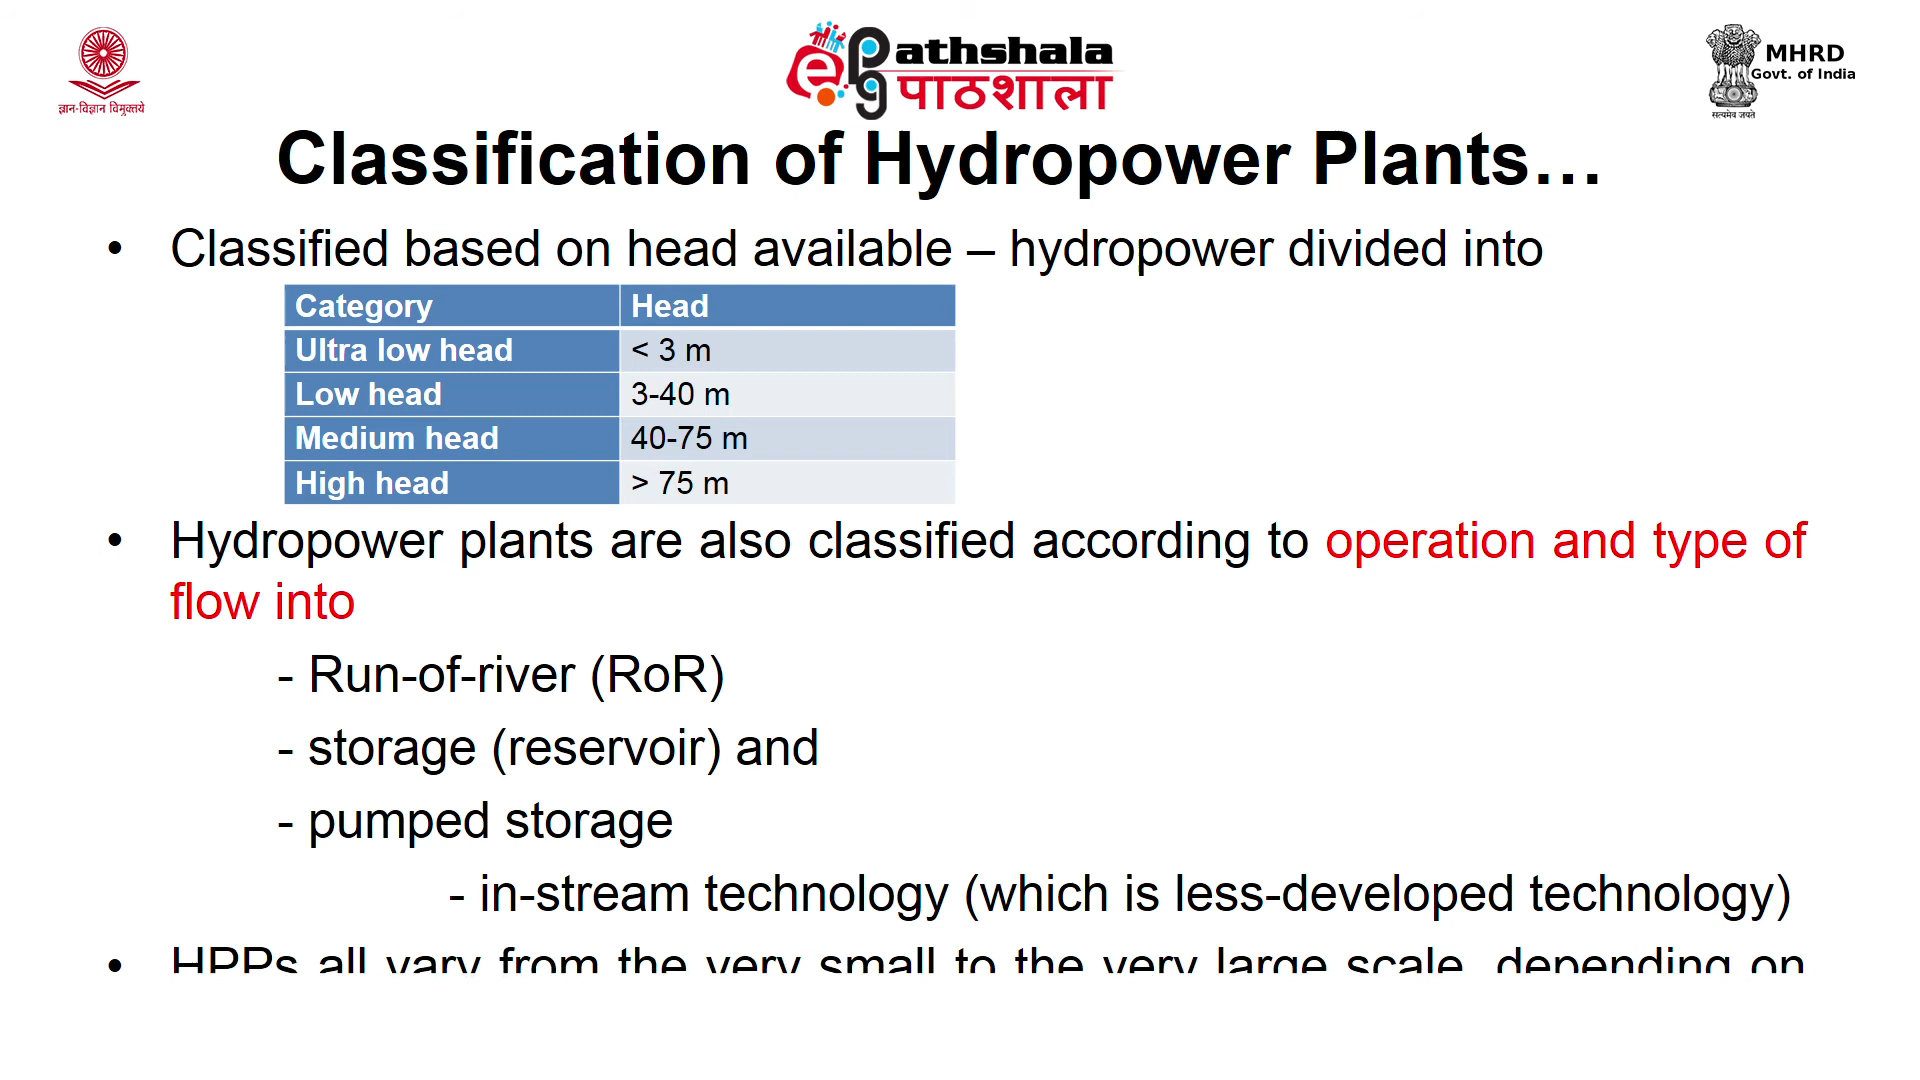 ज्ञान-विज्ञान विमुक्तये
ePGathshala
पाठशाला
MHRD
Govt. of India
सत्यमेव जयते
Classification of Hydropower Plants…
• Classified based on head available – hydropower divided into
Category Head
Ultra low head < 3 m
Low head 3-40 m
Medium head 40-75 m
High head > 75 m
• Hydropower plants are also classified according to operation and type of
flow into
- Run-of-river (RoR)
- storage (reservoir) and
- pumped storage
- in-stream technology (which is less-developed technology)
• HPPs all vary from the very small to the very large scale, depending on